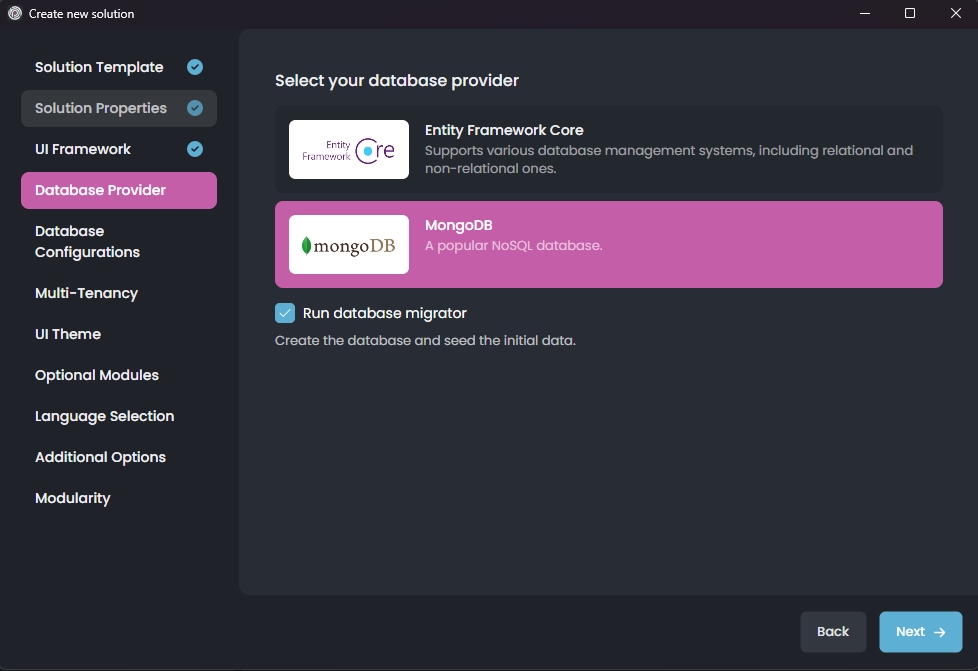 Create new solution
Solution Template
Solution Properties
UI Framework
Database Provider
Database
Configurations
Multi-Tenancy
UI Theme
Optional Modules
Language Selection
Additional Options
Modularity
Select your database provider
Entity
Framework Core
Entity Framework Core
Supports various database management systems, including relational and
non-relational ones.
mongoDB
MongoDB
A popular NoSQL database.
Run database migrator
Create the database and seed the initial data.
Back
Next